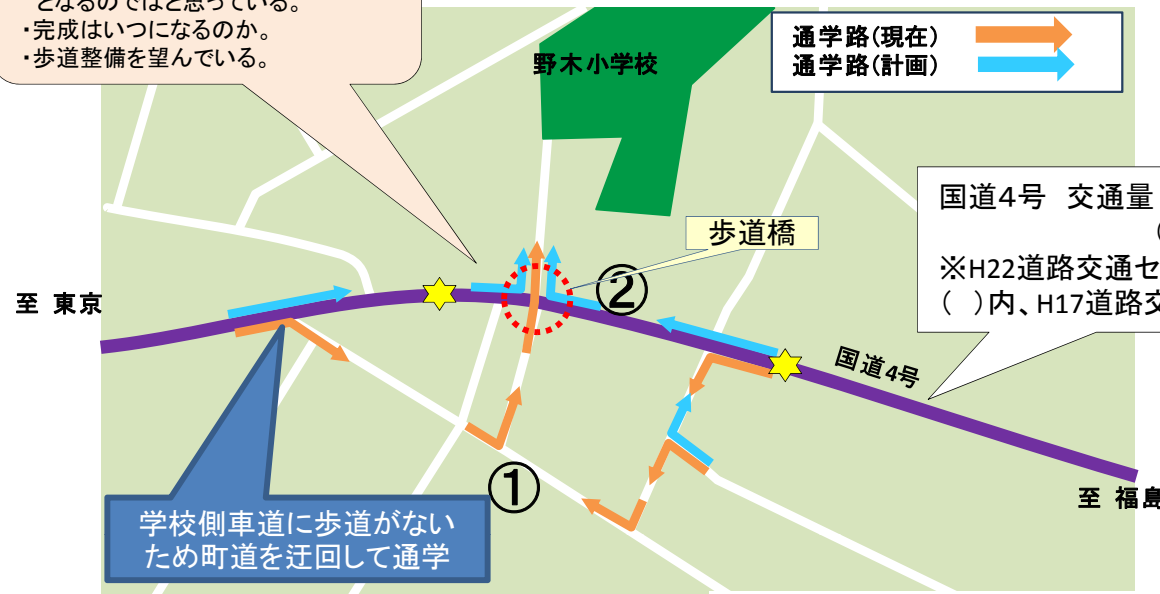 となるのではと思っている。
・完成はいつになるのか。
・歩道整備を望んでいる。
野木小学校
通学路(現在)
通学路(計画)
国道4号 交通量
(
※H22道路交通セ
( )内、H17道路交
歩道橋
②
至 東京
国道4号
①
至 福島
学校側車道に歩道がない
ため町道を迂回して通学